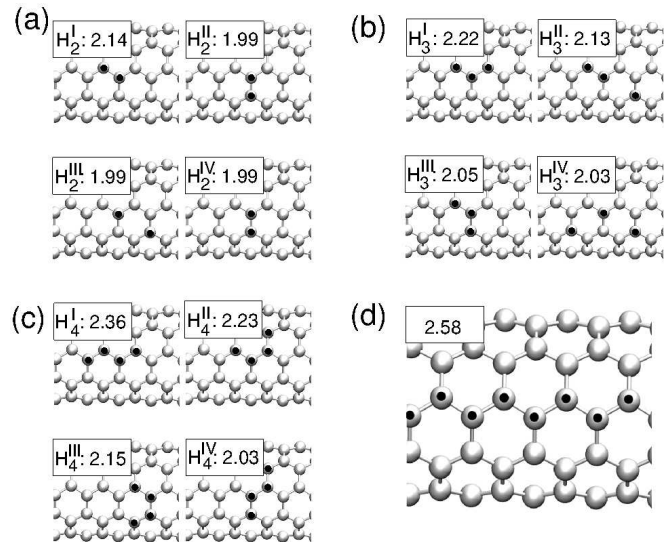 (a)
H₂ᴵ: 2.14
H₂ᴵᴵ: 1.99
H₂ᴵᴵᴵ: 1.99
H₂ᴵⱽ: 1.99
(b)
H₃ᴵ: 2.22
H₃ᴵᴵ: 2.13
H₃ᴵᴵᴵ: 2.05
H₃ᴵⱽ: 2.03
(c)
H₄ᴵ: 2.36
H₄ᴵᴵ: 2.23
H₄ᴵᴵᴵ: 2.15
H₄ᴵⱽ: 2.03
(d)
2.58